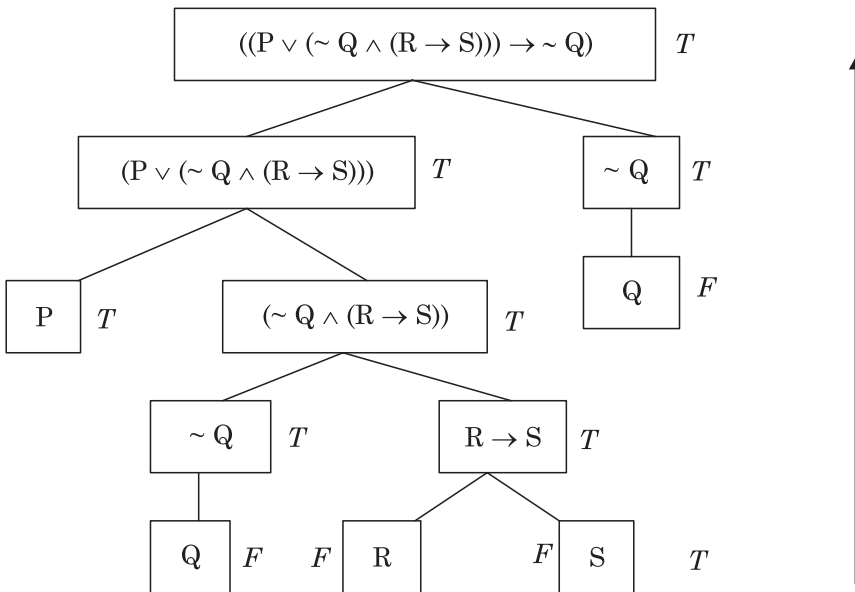 ((P ∨ (~ Q ∧ (R → S))) → ~ Q) T
(P ∨ (~ Q ∧ (R → S))) T ~ Q T
Q F
P T (~ Q ∧ (R → S)) T
~ Q T R → S T
Q F F R F S T